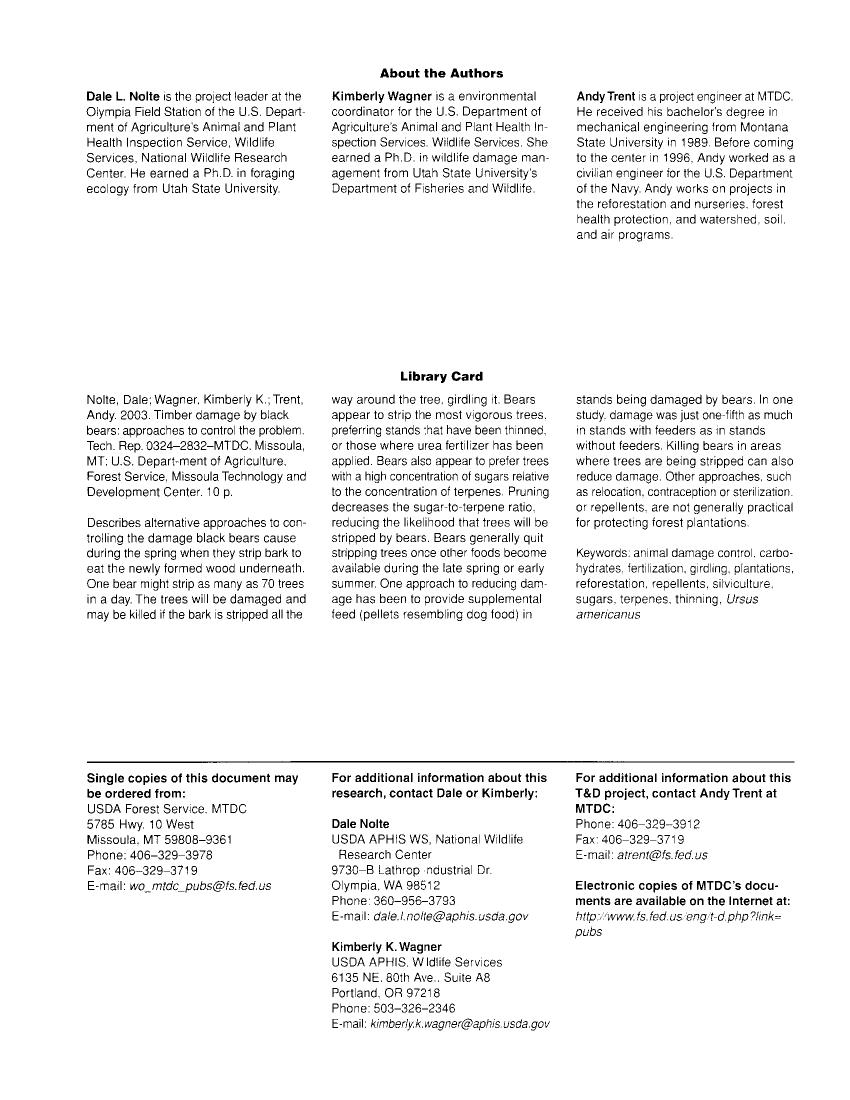 About the Authors
Dale L. Nolte is the project leader at the
Olympia Field Station of the U.S. Depart-
ment of Agriculture's Animal and Plant
Health Inspection Service, Wildlife
Services, National Wildlife Research
Center. He earned a Ph.D. in foraging
ecology from Utah State University.
Kimberly Wagner is a environmental
coordinator for the U.S. Department of
Agriculture's Animal and Plant Health In-
spection Services, Wildlife Services. She
earned a Ph.D. in wildlife damage man-
agement from Utah State University's
Department of Fisheries and Wildlife.
Andy Trent is a project engineer at MTDC.
He received his bachelor's degree in
mechanical engineering from Montana
State University in 1989. Before coming
to the center in 1996, Andy worked as a
civilian engineer for the U.S. Department
of the Navy. Andy works on projects in
the reforestation and nurseries, forest
health protection, and watershed, soil,
and air programs.
Library Card
Nolte, Dale; Wagner, Kimberly K.; Trent,
Andy. 2003. Timber damage by black
bears: approaches to control the problem.
Tech. Rep. 0324–2832–MTDC. Missoula,
MT: U.S. Depart-ment of Agriculture,
Forest Service, Missoula Technology and
Development Center. 10 p.
Describes alternative approaches to con-
trolling the damage black bears cause
during the spring when they strip bark to
eat the newly formed wood underneath.
One bear might strip as many as 70 trees
in a day. The trees will be damaged and
may be killed if the bark is stripped all the
way around the tree, girdling it. Bears
appear to strip the most vigorous trees,
preferring stands that have been thinned,
or those where urea fertilizer has been
applied. Bears also appear to prefer trees
with a high concentration of sugars relative
to the concentration of terpenes. Pruning
decreases the sugar-to-terpene ratio,
reducing the likelihood that trees will be
stripped by bears. Bears generally quit
stripping trees once other foods become
available during the late spring or early
summer. One approach to reducing dam-
age has been to provide supplemental
feed (pellets resembling dog food) in
stands being damaged by bears. In one
study, damage was just one-fifth as much
in stands with feeders as in stands
without feeders. Killing bears in areas
where trees are being stripped can also
reduce damage. Other approaches, such
as relocation, contraception or sterilization,
or repellents, are not generally practical
for protecting forest plantations.
Keywords: animal damage control, carbo-
hydrates, fertilization, girdling, plantations,
reforestation, repellents, silviculture,
sugars, terpenes, thinning, Ursus
americanus
Single copies of this document may
be ordered from:
USDA Forest Service, MTDC
5785 Hwy. 10 West
Missoula, MT 59808–9361
Phone: 406–329–3978
Fax: 406–329–3719
E-mail: wo_mtdc_pubs@fs.fed.us
For additional information about this
research, contact Dale or Kimberly:
Dale Nolte
USDA APHIS WS, National Wildlife
Research Center
9730–B Lathrop Industrial Dr.
Olympia, WA 98512
Phone: 360–956–3793
E-mail: dale.l.nolte@aphis.usda.gov
Kimberly K. Wagner
USDA APHIS, Wildlife Services
6135 NE. 80th Ave., Suite A8
Portland, OR 97218
Phone: 503–326–2346
E-mail: kimberly.k.wagner@aphis.usda.gov
For additional information about this
T&D project, contact Andy Trent at
MTDC:
Phone: 406–329–3912
Fax: 406–329–3719
E-mail: atrent@fs.fed.us
Electronic copies of MTDC's docu-
ments are available on the Internet at:
http://www.fs.fed.us/eng/t-d.php?link=
pubs